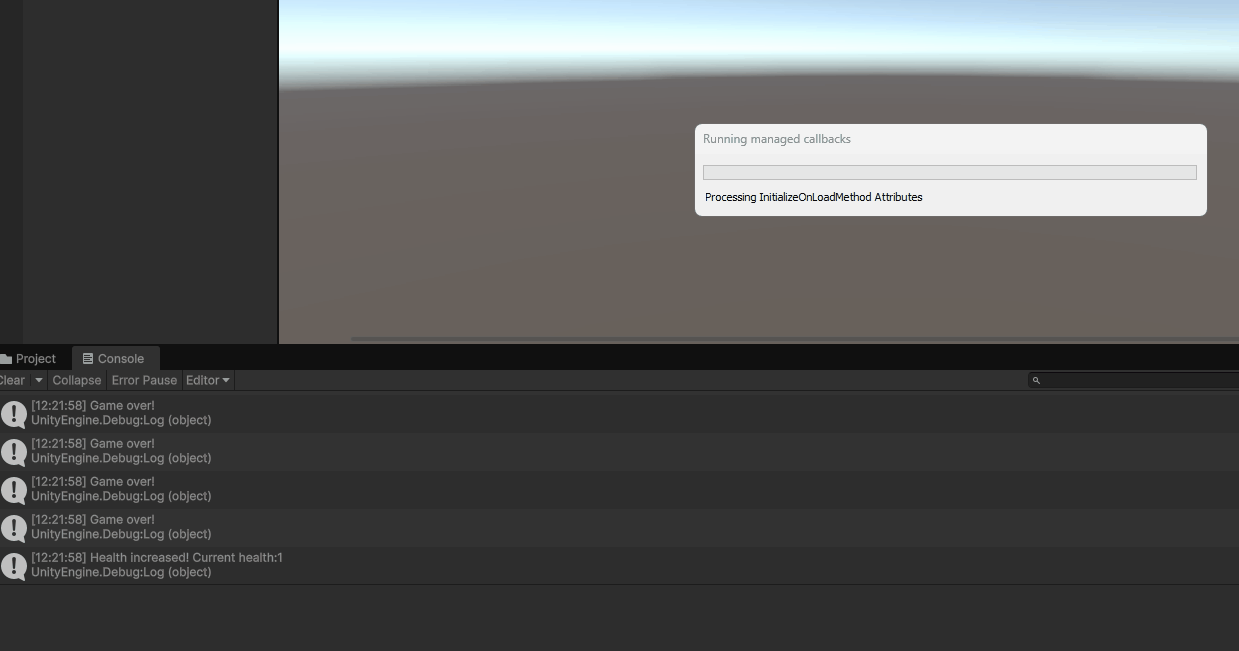 Running managed callbacks
Processing InitializeOnLoadMethod Attributes
Project
Console
Clear
Collapse
Error Pause
Editor
[12:21:58] Game over!
UnityEngine.Debug:Log (object)
[12:21:58] Game over!
UnityEngine.Debug:Log (object)
[12:21:58] Game over!
UnityEngine.Debug:Log (object)
[12:21:58] Game over!
UnityEngine.Debug:Log (object)
[12:21:58] Health increased! Current health:1
UnityEngine.Debug:Log (object)